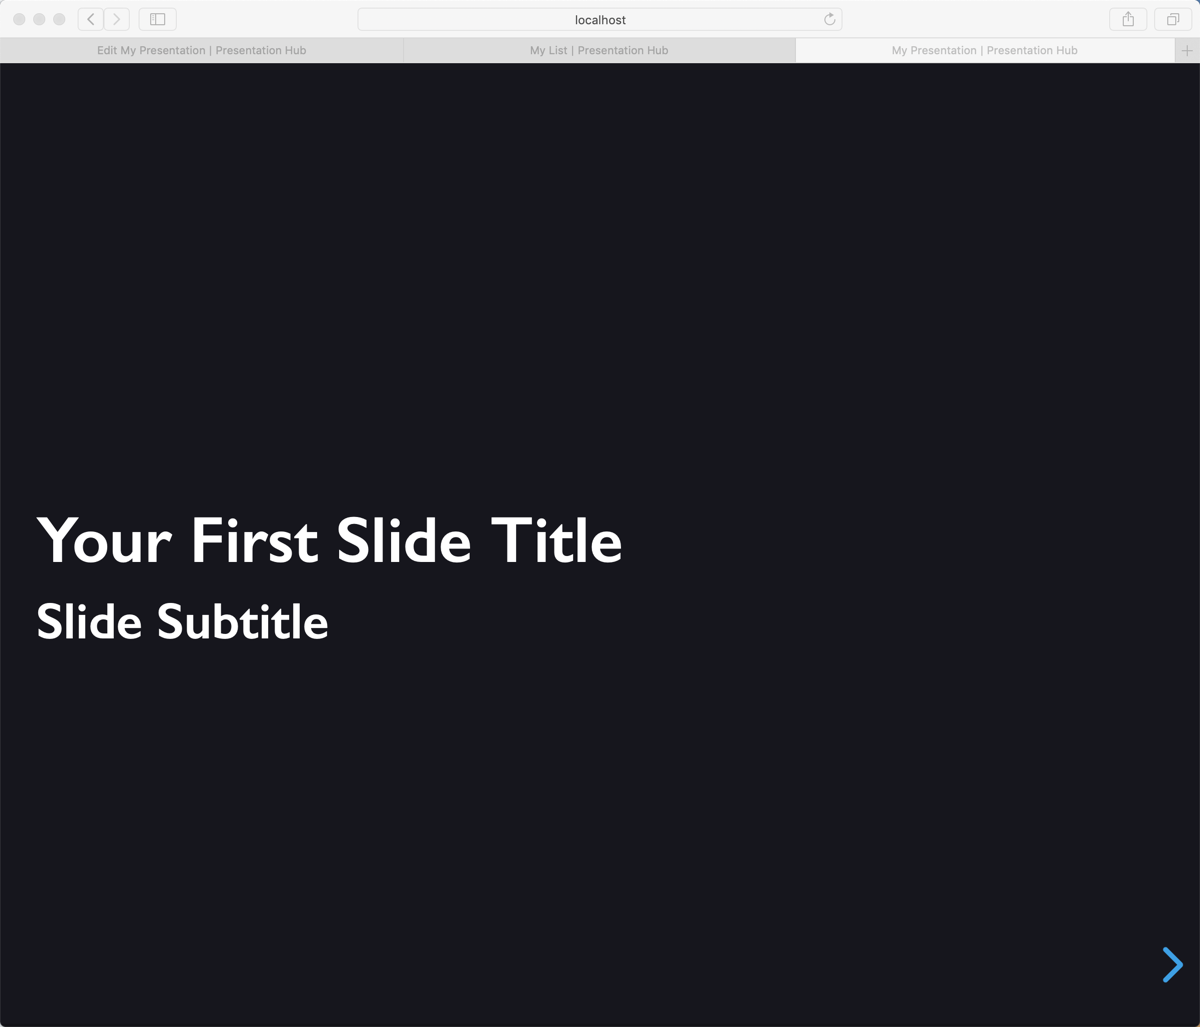 localhost
Edit My Presentation | Presentation Hub
My List | Presentation Hub
My Presentation | Presentation Hub
Your First Slide Title
Slide Subtitle